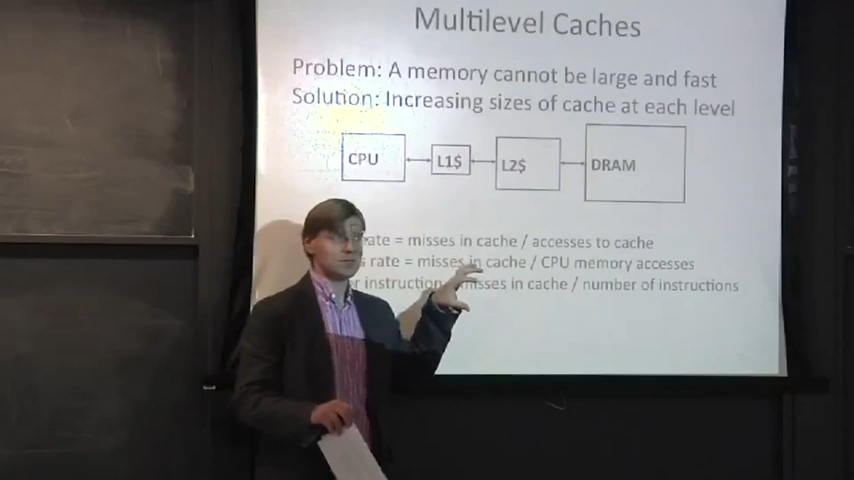 Multilevel Caches
Problem: A memory cannot be large and fast
Solution: Increasing sizes of cache at each level
CPU
L1$
L2$
DRAM
rate = misses in cache / accesses to cache
rate = misses in cache / CPU memory accesses
instruction misses in cache / number of instructions